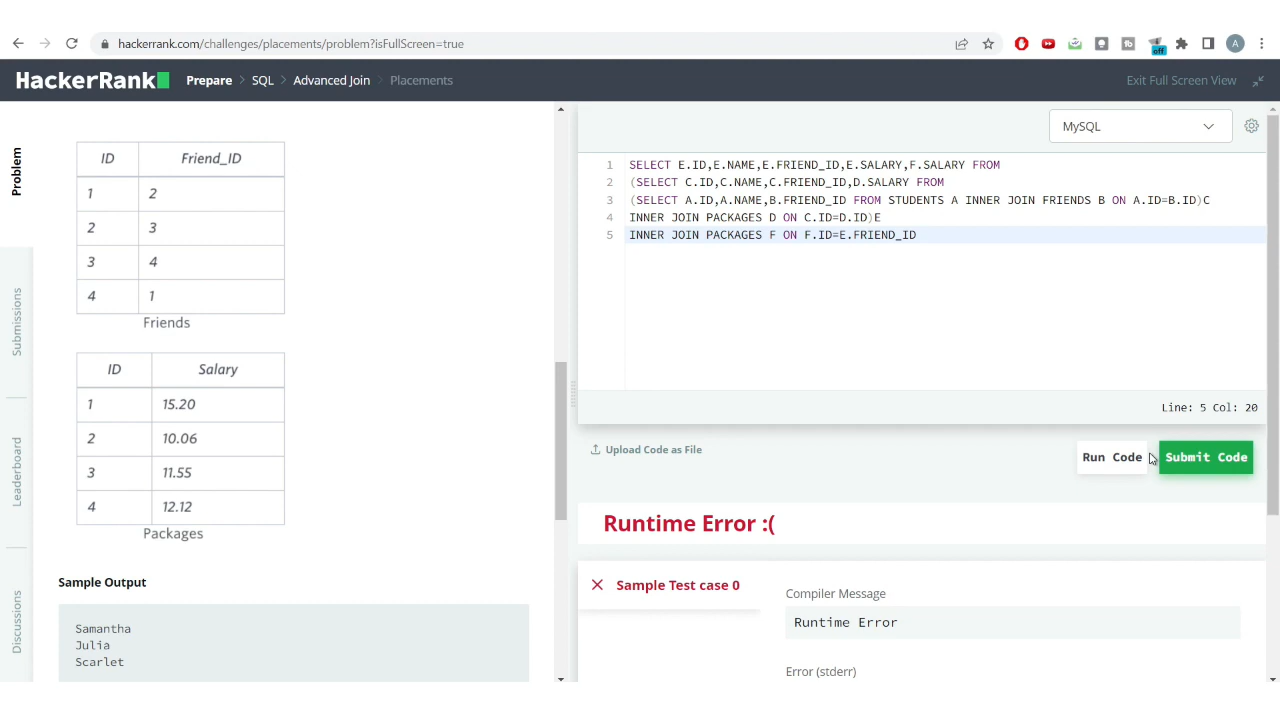 hackerrank.com/challenges/placements/problem?isFullScreen=true
off
A
HackerRank
Prepare > SQL > Advanced Join > Placements
Exit Full Screen View
Problem
Submissions
Leaderboard
Discussions
ID Friend_ID
1 2
2 3
3 4
4 1
Friends
ID Salary
1 15.20
2 10.06
3 11.55
4 12.12
Packages
Sample Output
Samantha
Julia
Scarlet
MySQL
1 SELECT E.ID,E.NAME,E.FRIEND_ID,E.SALARY,F.SALARY FROM
2 (SELECT C.ID,C.NAME,C.FRIEND_ID,D.SALARY FROM
3 (SELECT A.ID,A.NAME,B.FRIEND_ID FROM STUDENTS A INNER JOIN FRIENDS B ON A.ID=B.ID)C
4 INNER JOIN PACKAGES D ON C.ID=D.ID)E
5 INNER JOIN PACKAGES F ON F.ID=E.FRIEND_ID
Line: 5 Col: 20
Upload Code as File
Run Code
Submit Code
Runtime Error :(
Sample Test case 0
Compiler Message
Runtime Error
Error (stderr)